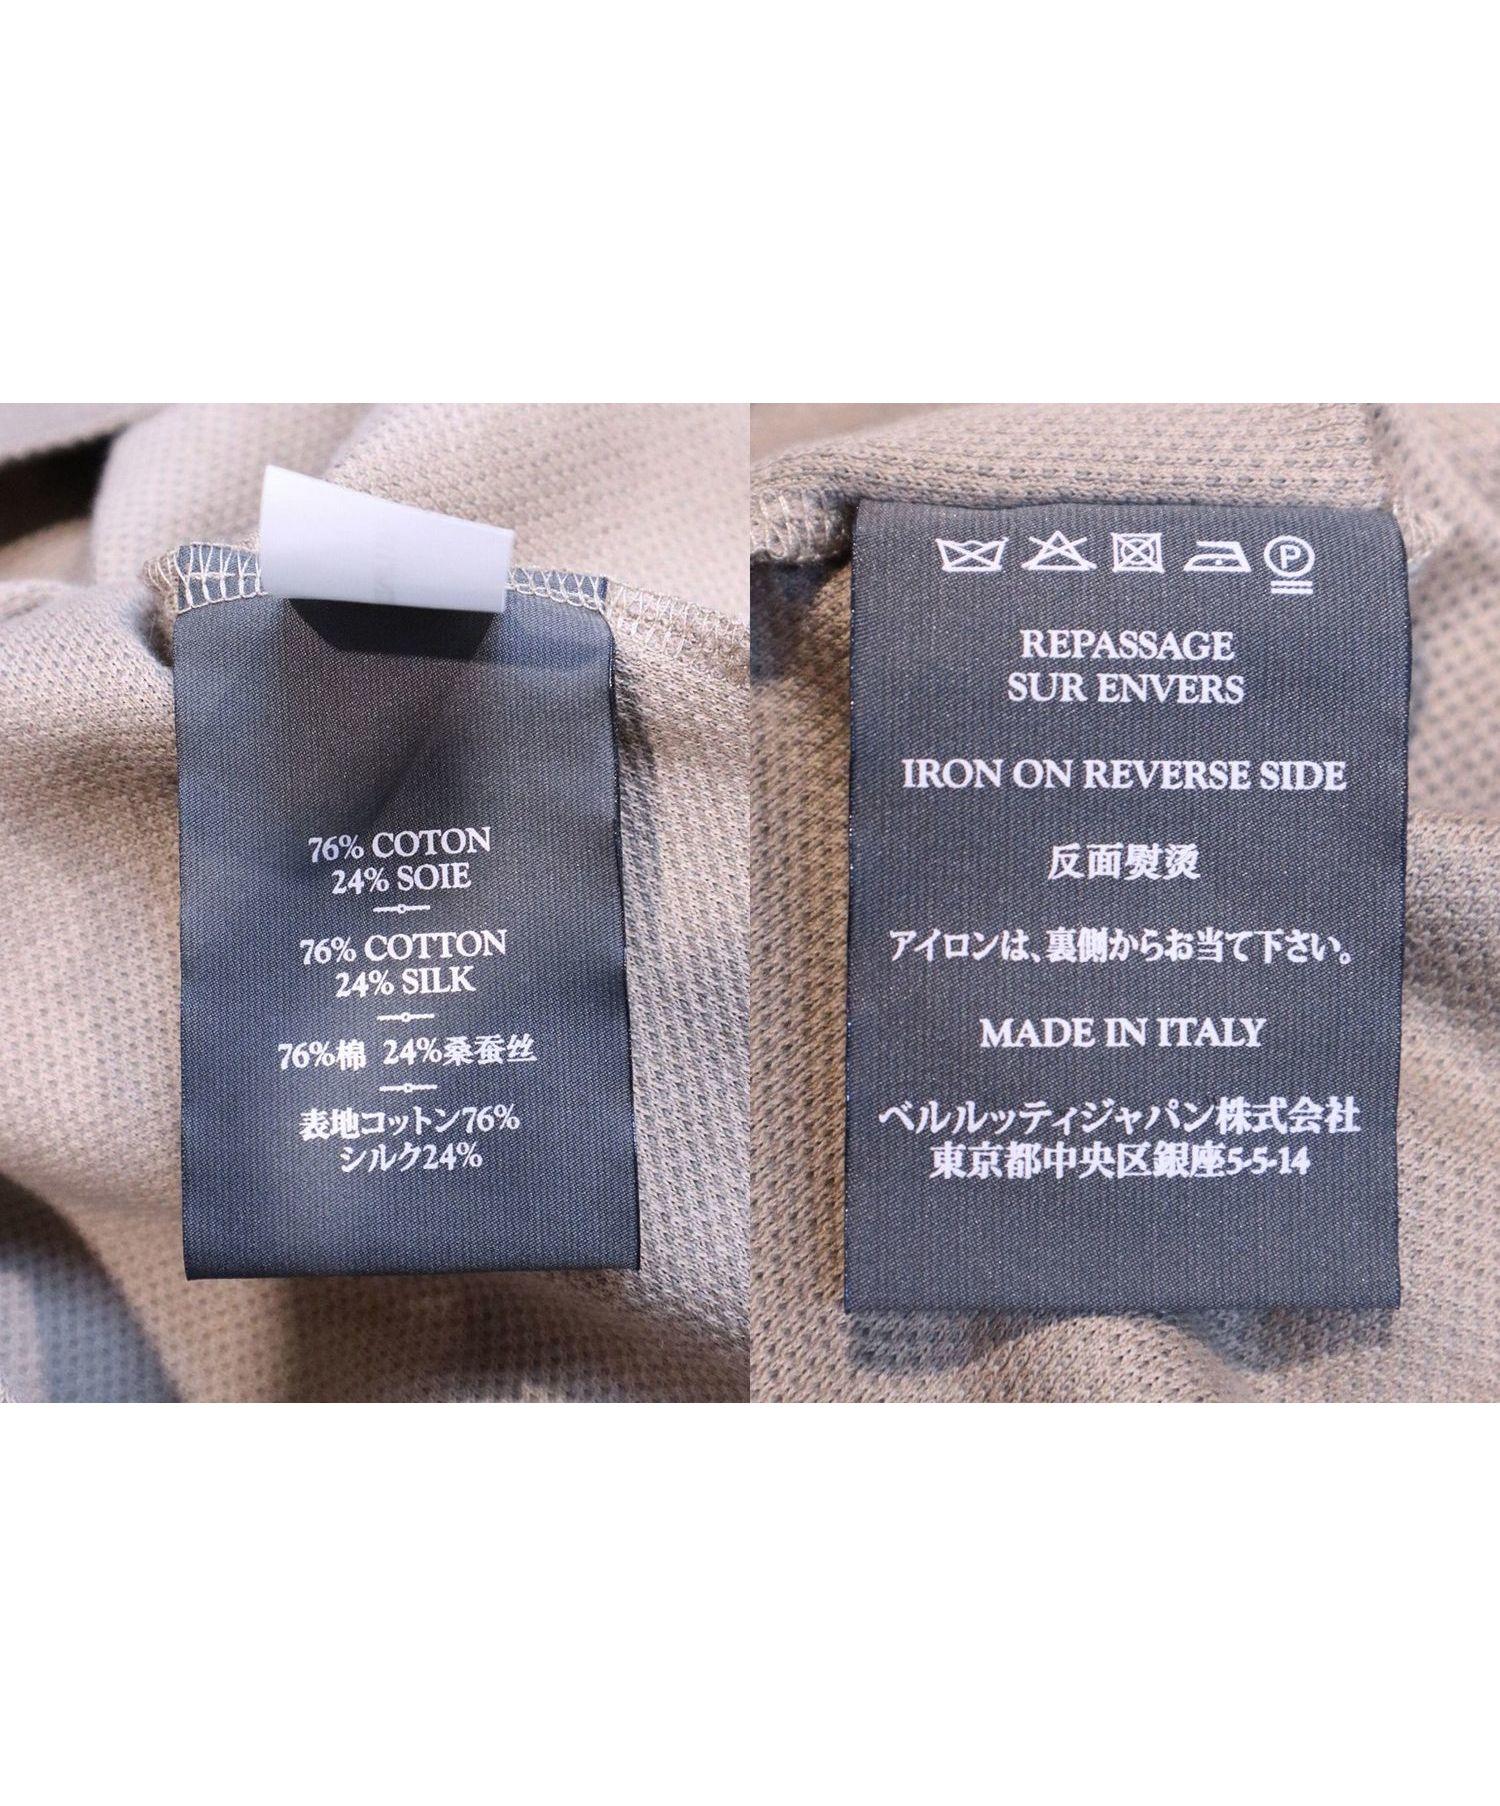 76% COTON
24% SOIE
76% COTTON
24% SILK
76%棉 24%桑蚕丝
表地コットン76%
シルク24%
P
REPASSAGE
SUR ENVERS
IRON ON REVERSE SIDE
反面熨烫
アイロンは、裏側からお当て下さい。
MADE IN ITALY
ベルルッティジャパン株式会社
東京都中央区銀座5-5-14